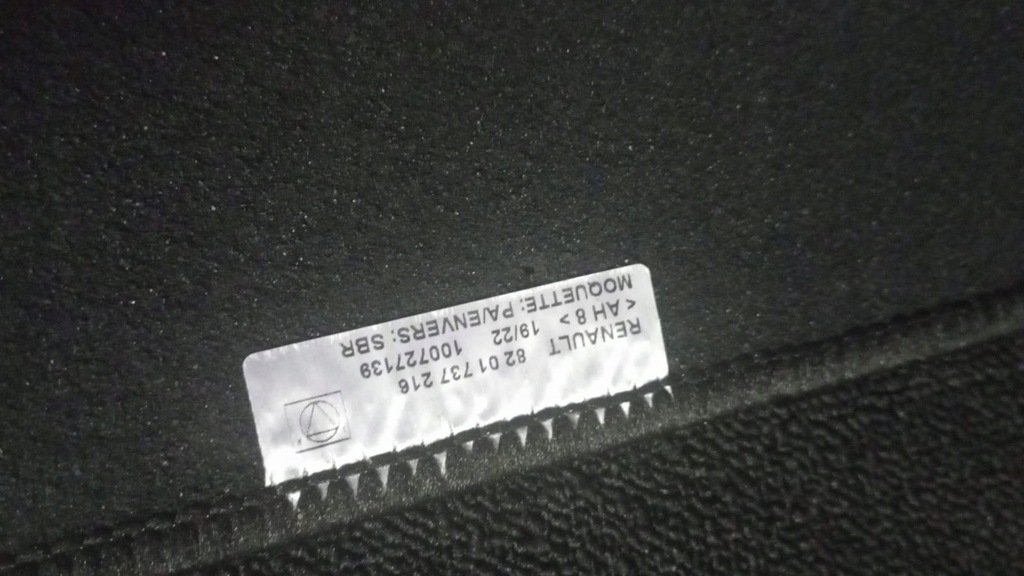 RENAULT 82 01 737 216
< AH 8 > 19/22 100727139
MOQUETTE: PA/ENVERS: SBR